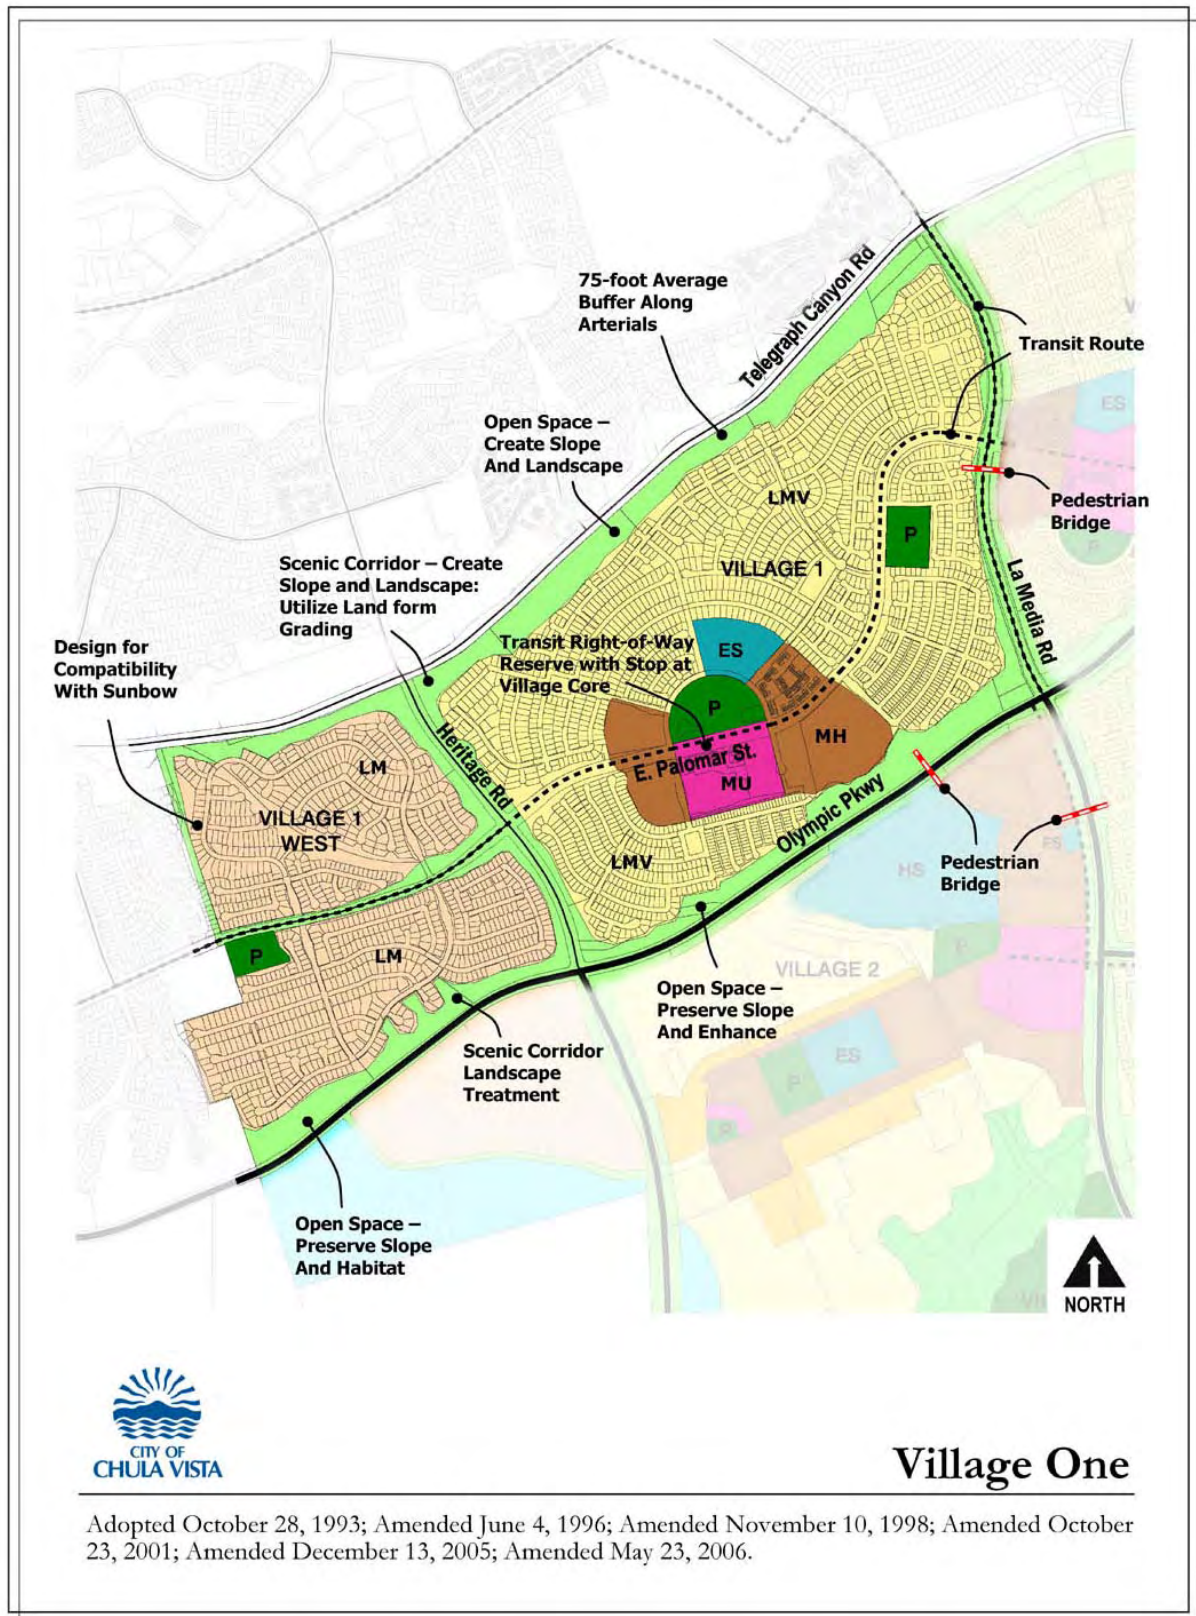 75-foot Average
Buffer Along
Arterials
Telegraph Canyon Rd
Transit Route
ES
Open Space –
Create Slope
And Landscape
LMV
Pedestrian
Bridge
P
P
Scenic Corridor – Create
Slope and Landscape:
Utilize Land form
Grading
VILLAGE 1
La Media Rd
Design for
Compatibility
With Sunbow
Transit Right-of-Way
Reserve with Stop at
Village Core
ES
P
Heritage Rd
MH
E. Palomar St.
MU
LM
VILLAGE 1
WEST
Olympic Pkwy
LMV
HS
ES
Pedestrian
Bridge
P
LM
P
VILLAGE 2
Open Space –
Preserve Slope
And Enhance
Scenic Corridor
Landscape
Treatment
ES
P
Open Space –
Preserve Slope
And Habitat
NORTH
CITY OF
CHULA VISTA
Village One
Adopted October 28, 1993; Amended June 4, 1996; Amended November 10, 1998; Amended October
23, 2001; Amended December 13, 2005; Amended May 23, 2006.